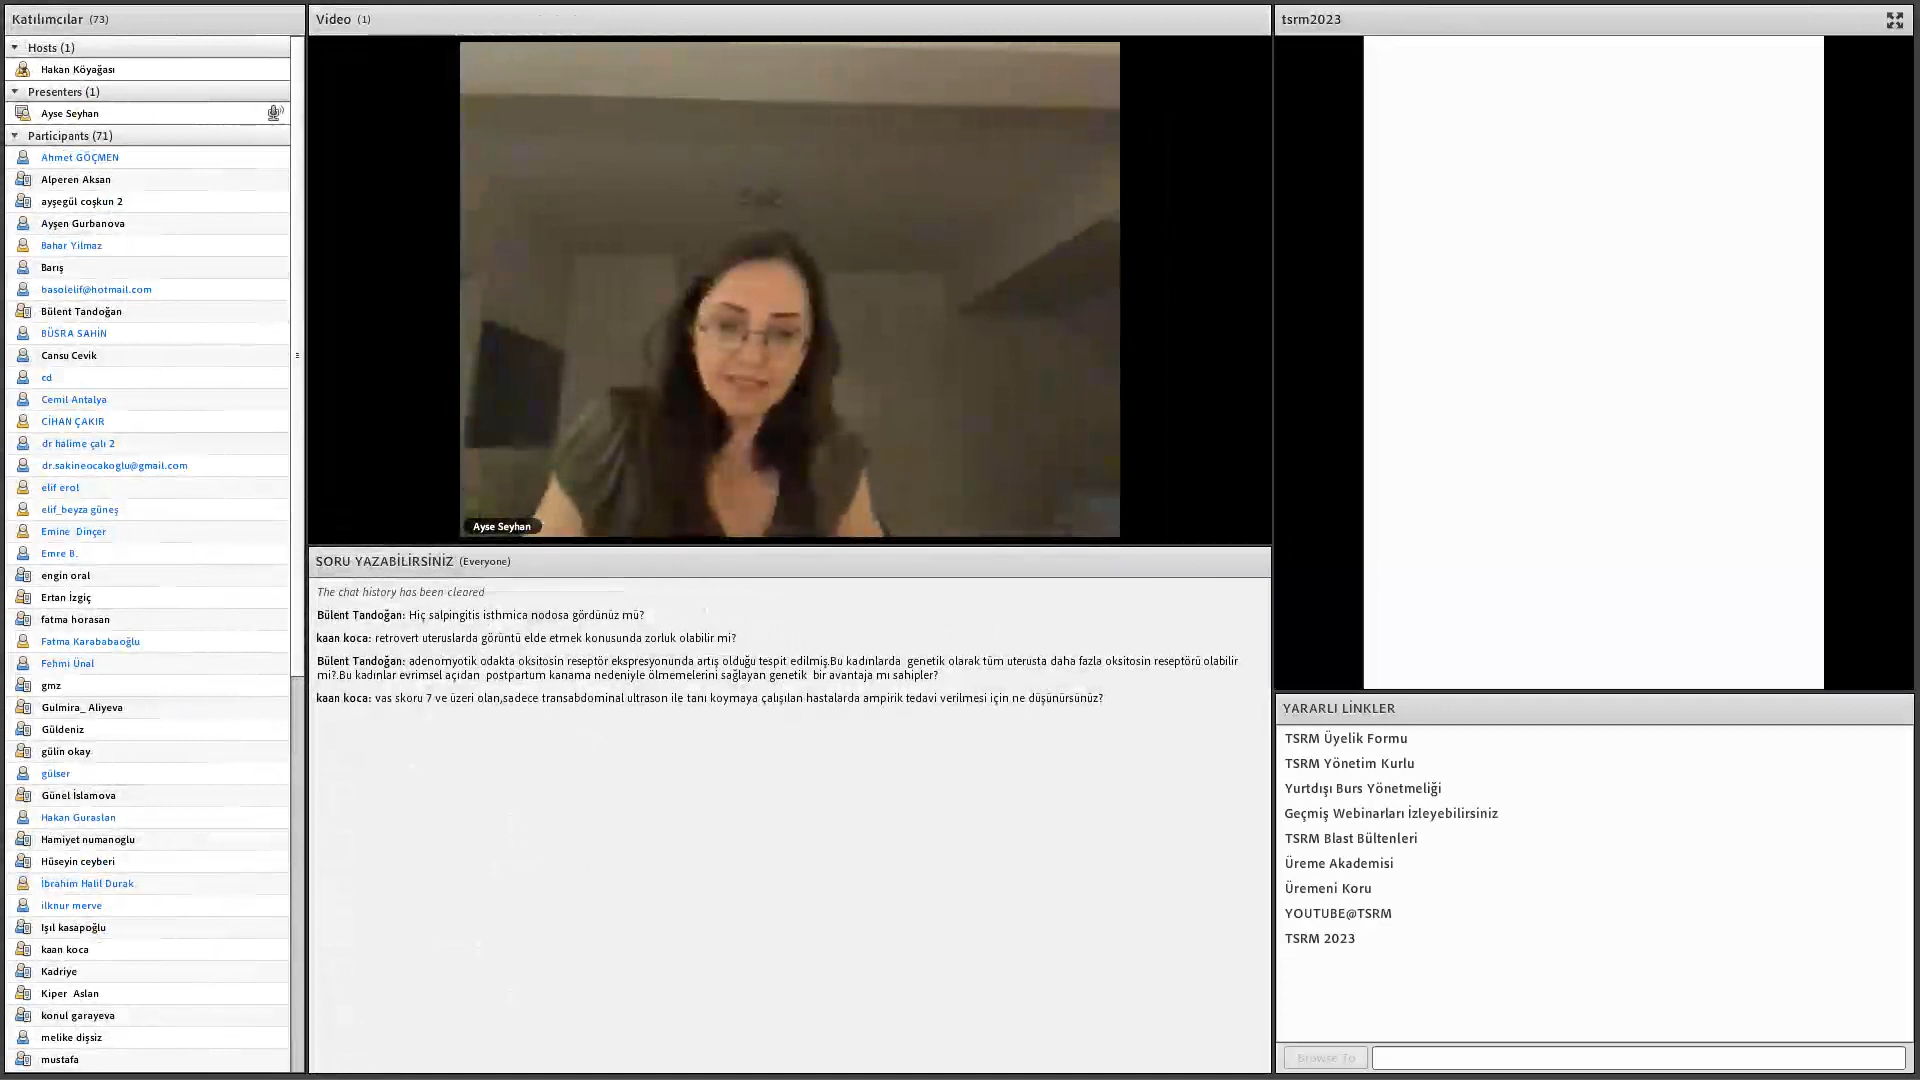 Katılımcılar (73)
Hosts (1)
Hakan Köyağası
Presenters (1)
Ayse Seyhan
Participants (71)
Ahmet GÖÇMEN
Alperen Aksan
ayşegül coşkun 2
Ayşen Gurbanova
Bahar Yilmaz
Barış
basolelif@hotmail.com
Bülent Tandoğan
BÜSRA SAHİN
Cansu Cevik
cd
Cemil Antalya
CİHAN ÇAKIR
dr halime çalı 2
dr.sakineocakoglu@gmail.com
elif erol
elif_beyza güneş
Emine Dinçer
Emre B.
engin oral
Ertan İzgiç
fatma horasan
Fatma Karababaoğlu
Fehmi Ünal
gmz
Gulmira_ Aliyeva
Güldeniz
gülin okay
gülser
Günel İslamova
Hakan Guraslan
Hamiyet numanoglu
Hüseyin ceyberi
İbrahim Halil Durak
ilknur merve
Işıl kasapoğlu
kaan koca
Kadriye
Kiper Aslan
konul garayeva
melike dişsiz
mustafa
Video (1)
Ayse Seyhan
SORU YAZABİLİRSİNİZ (Everyone)
The chat history has been cleared
Bülent Tandoğan: Hiç salpingitis isthmica nodosa gördünüz mü?
kaan koca: retrovert uteruslarda görüntü elde etmek konusunda zorluk olabilir mi?
Bülent Tandoğan: adenomyotik odakta oksitosin reseptör ekspresyonunda artış olduğu tespit edilmiş.Bu kadınlarda genetik olarak tüm uterusta daha fazla oksitosin reseptörü olabilir
mi?.Bu kadınlar evrimsel açıdan postpartum kanama nedeniyle ölmemelerini sağlayan genetik bir avantaja mı sahipler?
kaan koca: vas skoru 7 ve üzeri olan,sadece transabdominal ultrason ile tanı koymaya çalışılan hastalarda ampirik tedavi verilmesi için ne düşünürsünüz?
tsrm2023
YARARLI LİNKLER
TSRM Üyelik Formu
TSRM Yönetim Kurlu
Yurtdışı Burs Yönetmeliği
Geçmiş Webinarları İzleyebilirsiniz
TSRM Blast Bültenleri
Üreme Akademisi
Üremeni Koru
YOUTUBE@TSRM
TSRM 2023
Browse To